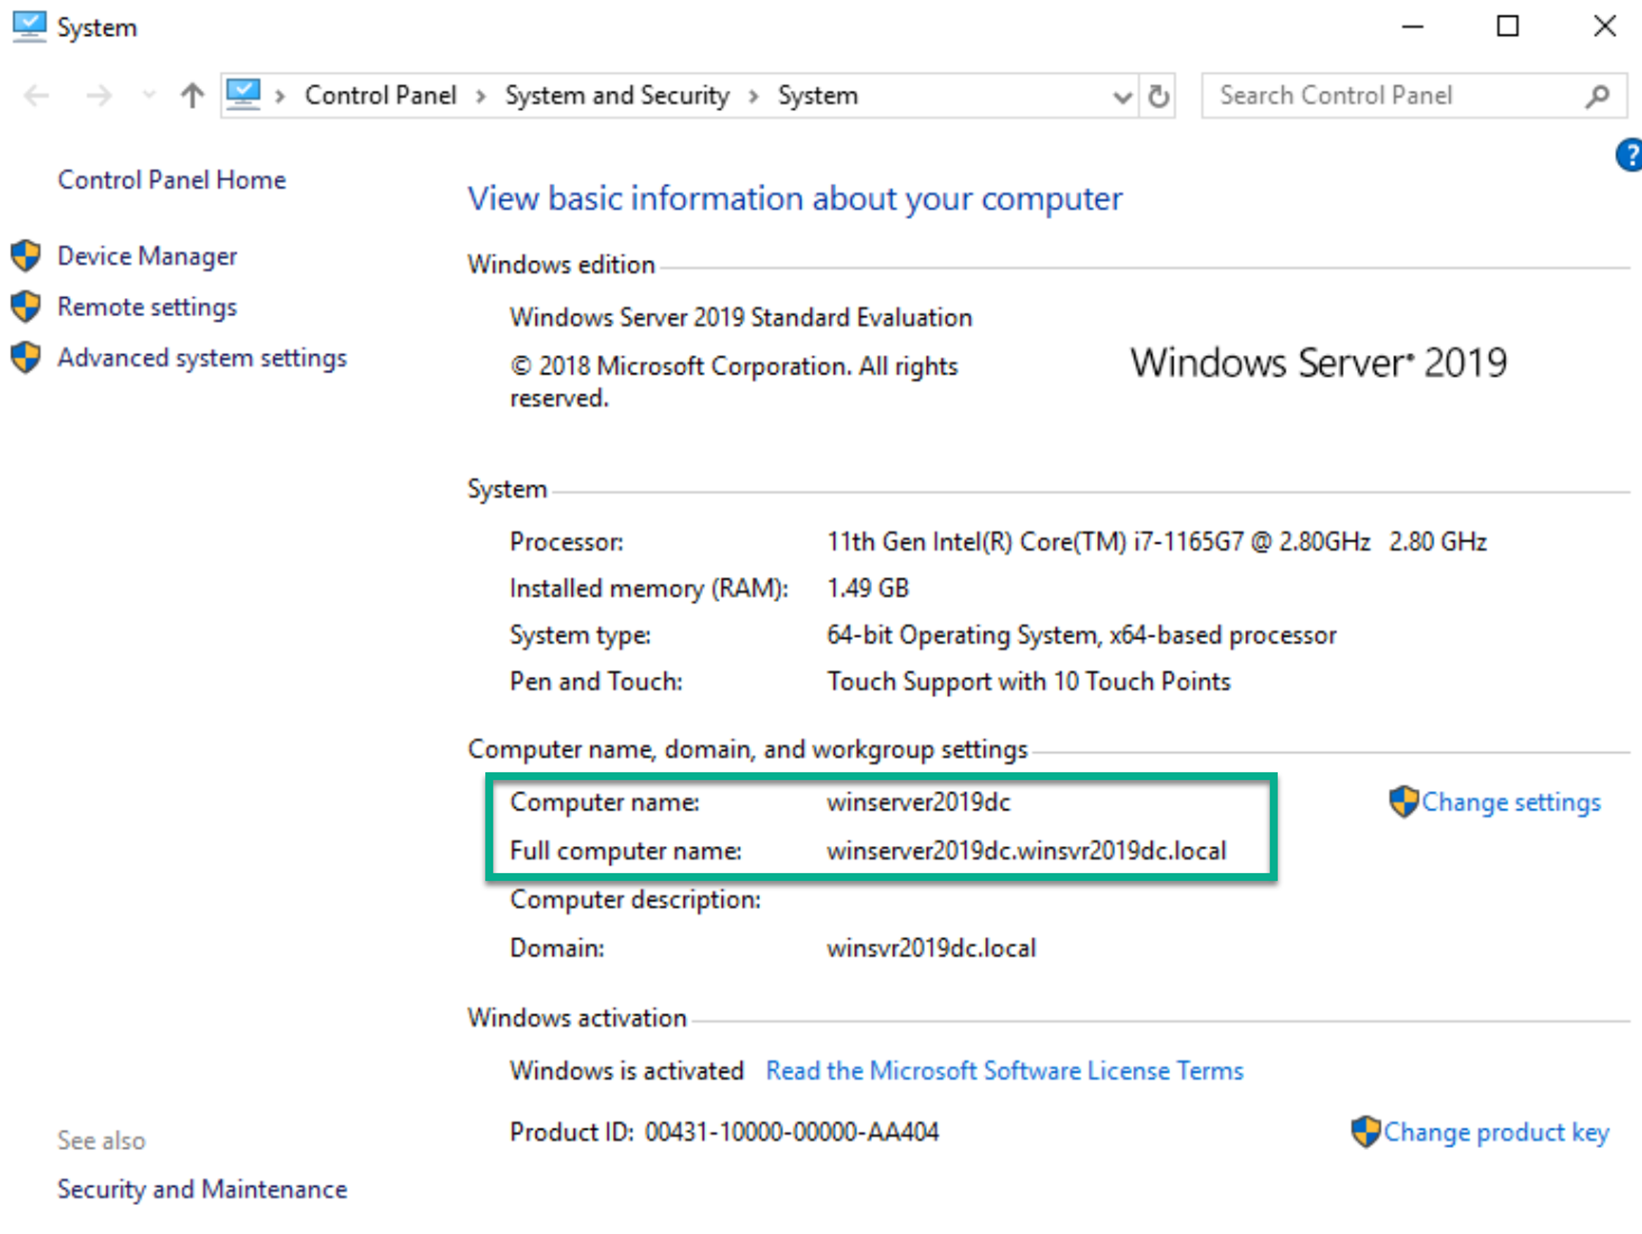 System
Control Panel > System and Security > System
Search Control Panel
?
Control Panel Home
Device Manager
Remote settings
Advanced system settings
View basic information about your computer
Windows edition
Windows Server 2019 Standard Evaluation
© 2018 Microsoft Corporation. All rights
reserved.
Windows Server® 2019
System
Processor: 11th Gen Intel(R) Core(TM) i7-1165G7 @ 2.80GHz 2.80 GHz
Installed memory (RAM): 1.49 GB
System type: 64-bit Operating System, x64-based processor
Pen and Touch: Touch Support with 10 Touch Points
Computer name, domain, and workgroup settings
Computer name: winserver2019dc
Change settings
Full computer name: winserver2019dc.winsvr2019dc.local
Computer description:
Domain: winsvr2019dc.local
Windows activation
Windows is activated Read the Microsoft Software License Terms
Product ID: 00431-10000-00000-AA404
Change product key
See also
Security and Maintenance